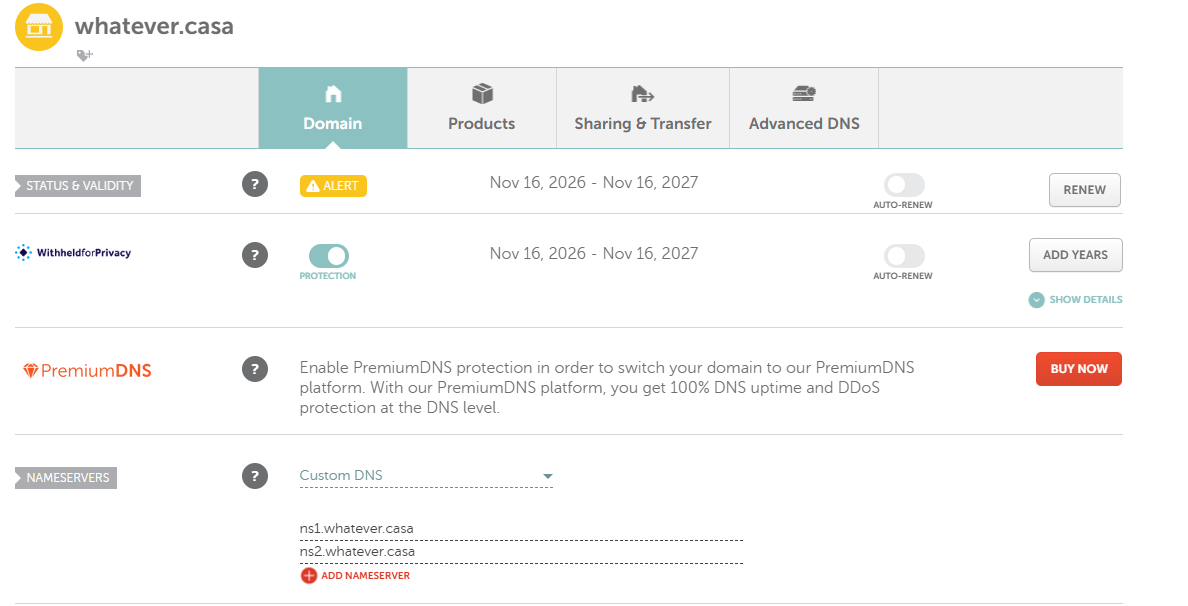 whatever.casa
Domain
Products
Sharing & Transfer
Advanced DNS
STATUS & VALIDITY
?
ALERT
Nov 16, 2026 - Nov 16, 2027
AUTO-RENEW
RENEW
WithheldforPrivacy
?
PROTECTION
Nov 16, 2026 - Nov 16, 2027
AUTO-RENEW
ADD YEARS
SHOW DETAILS
PremiumDNS
?
Enable PremiumDNS protection in order to switch your domain to our PremiumDNS
platform. With our PremiumDNS platform, you get 100% DNS uptime and DDoS
protection at the DNS level.
BUY NOW
NAMESERVERS
?
Custom DNS
ns1.whatever.casa
ns2.whatever.casa
ADD NAMESERVER